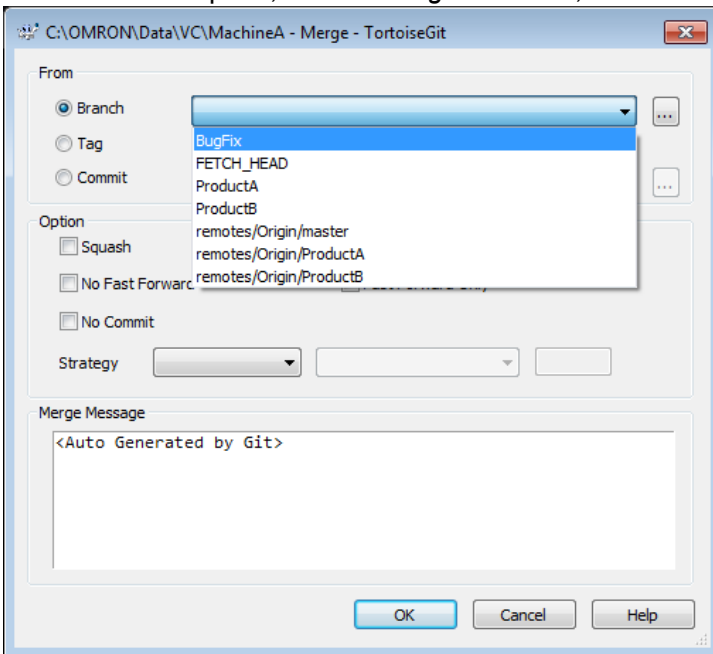 C:\OMRON\Data\VC\MachineA - Merge - TortoiseGit
From
Branch
...
Tag
BugFix
FETCH_HEAD
Commit
ProductA
...
ProductB
Option
remotes/Origin/master
Squash
remotes/Origin/ProductA
remotes/Origin/ProductB
No Fast Forward
No Commit
Strategy
Merge Message
<Auto Generated by Git>
OK Cancel Help